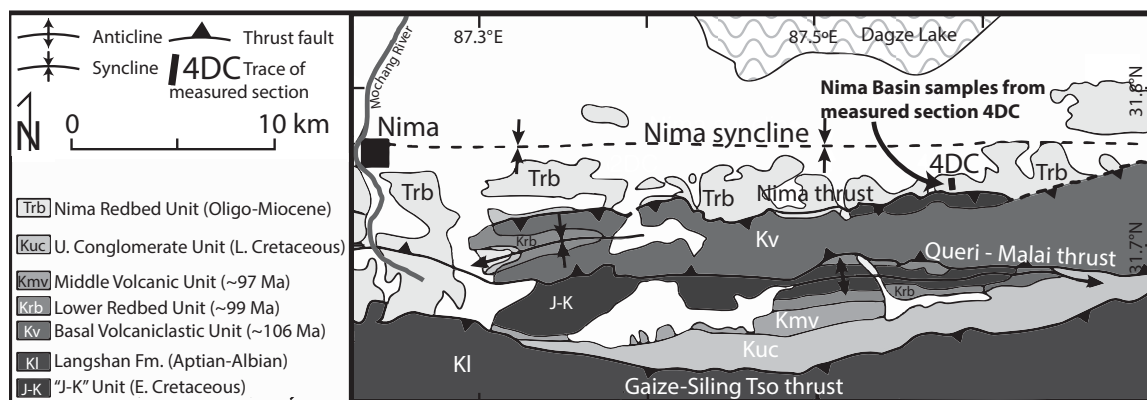 Anticline
Thrust fault
Syncline
4DC Trace of
measured section
N
0
10 km
Trb Nima Redbed Unit (Oligo-Miocene)
Kuc U. Conglomerate Unit (L. Cretaceous)
Kmv Middle Volcanic Unit (~97 Ma)
Krb Lower Redbed Unit (~99 Ma)
Kv Basal Volcaniclastic Unit (~106 Ma)
Kl Langshan Fm. (Aptian-Albian)
J-K "J-K" Unit (E. Cretaceous)
Mochang River
87.3°E
87.5°E
Dagze Lake
31.8°N
Nima Basin samples from
measured section 4DC
Nima
Nima syncline
4DC
Trb
Trb
Trb
Nima thrust
Trb
Krb
Kv
Queri - Malai thrust
31.7°N
J-K
Krb
Kmv
Kuc
Kl
Gaize-Siling Tso thrust